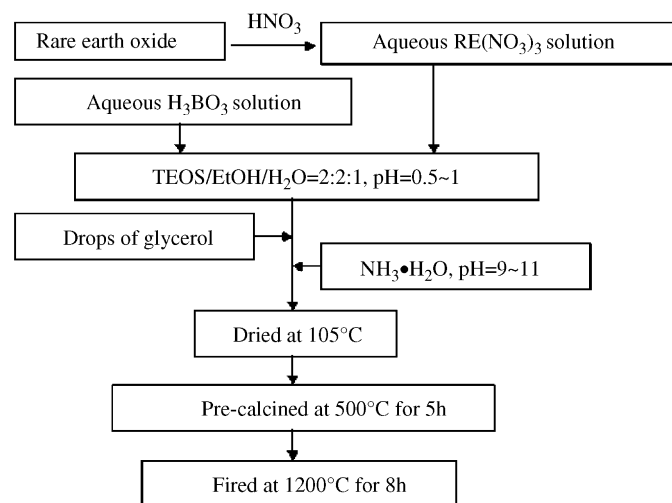 Rare earth oxide
HNO₃
Aqueous RE(NO₃)₃ solution
Aqueous H₃BO₃ solution
TEOS/EtOH/H₂O=2:2:1, pH=0.5~1
Drops of glycerol
NH₃•H₂O, pH=9~11
Dried at 105°C
Pre-calcined at 500°C for 5h
Fired at 1200°C for 8h